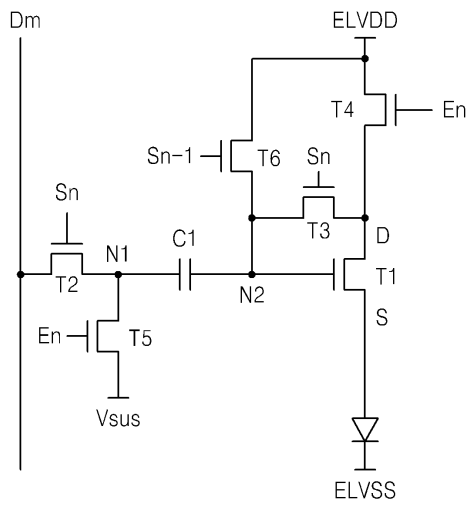 Dm
ELVDD
T4
En
Sn-1
T6
Sn
T3
D
Sn
C1
N1
T2
N2
T1
S
En
T5
Vsus
ELVSS